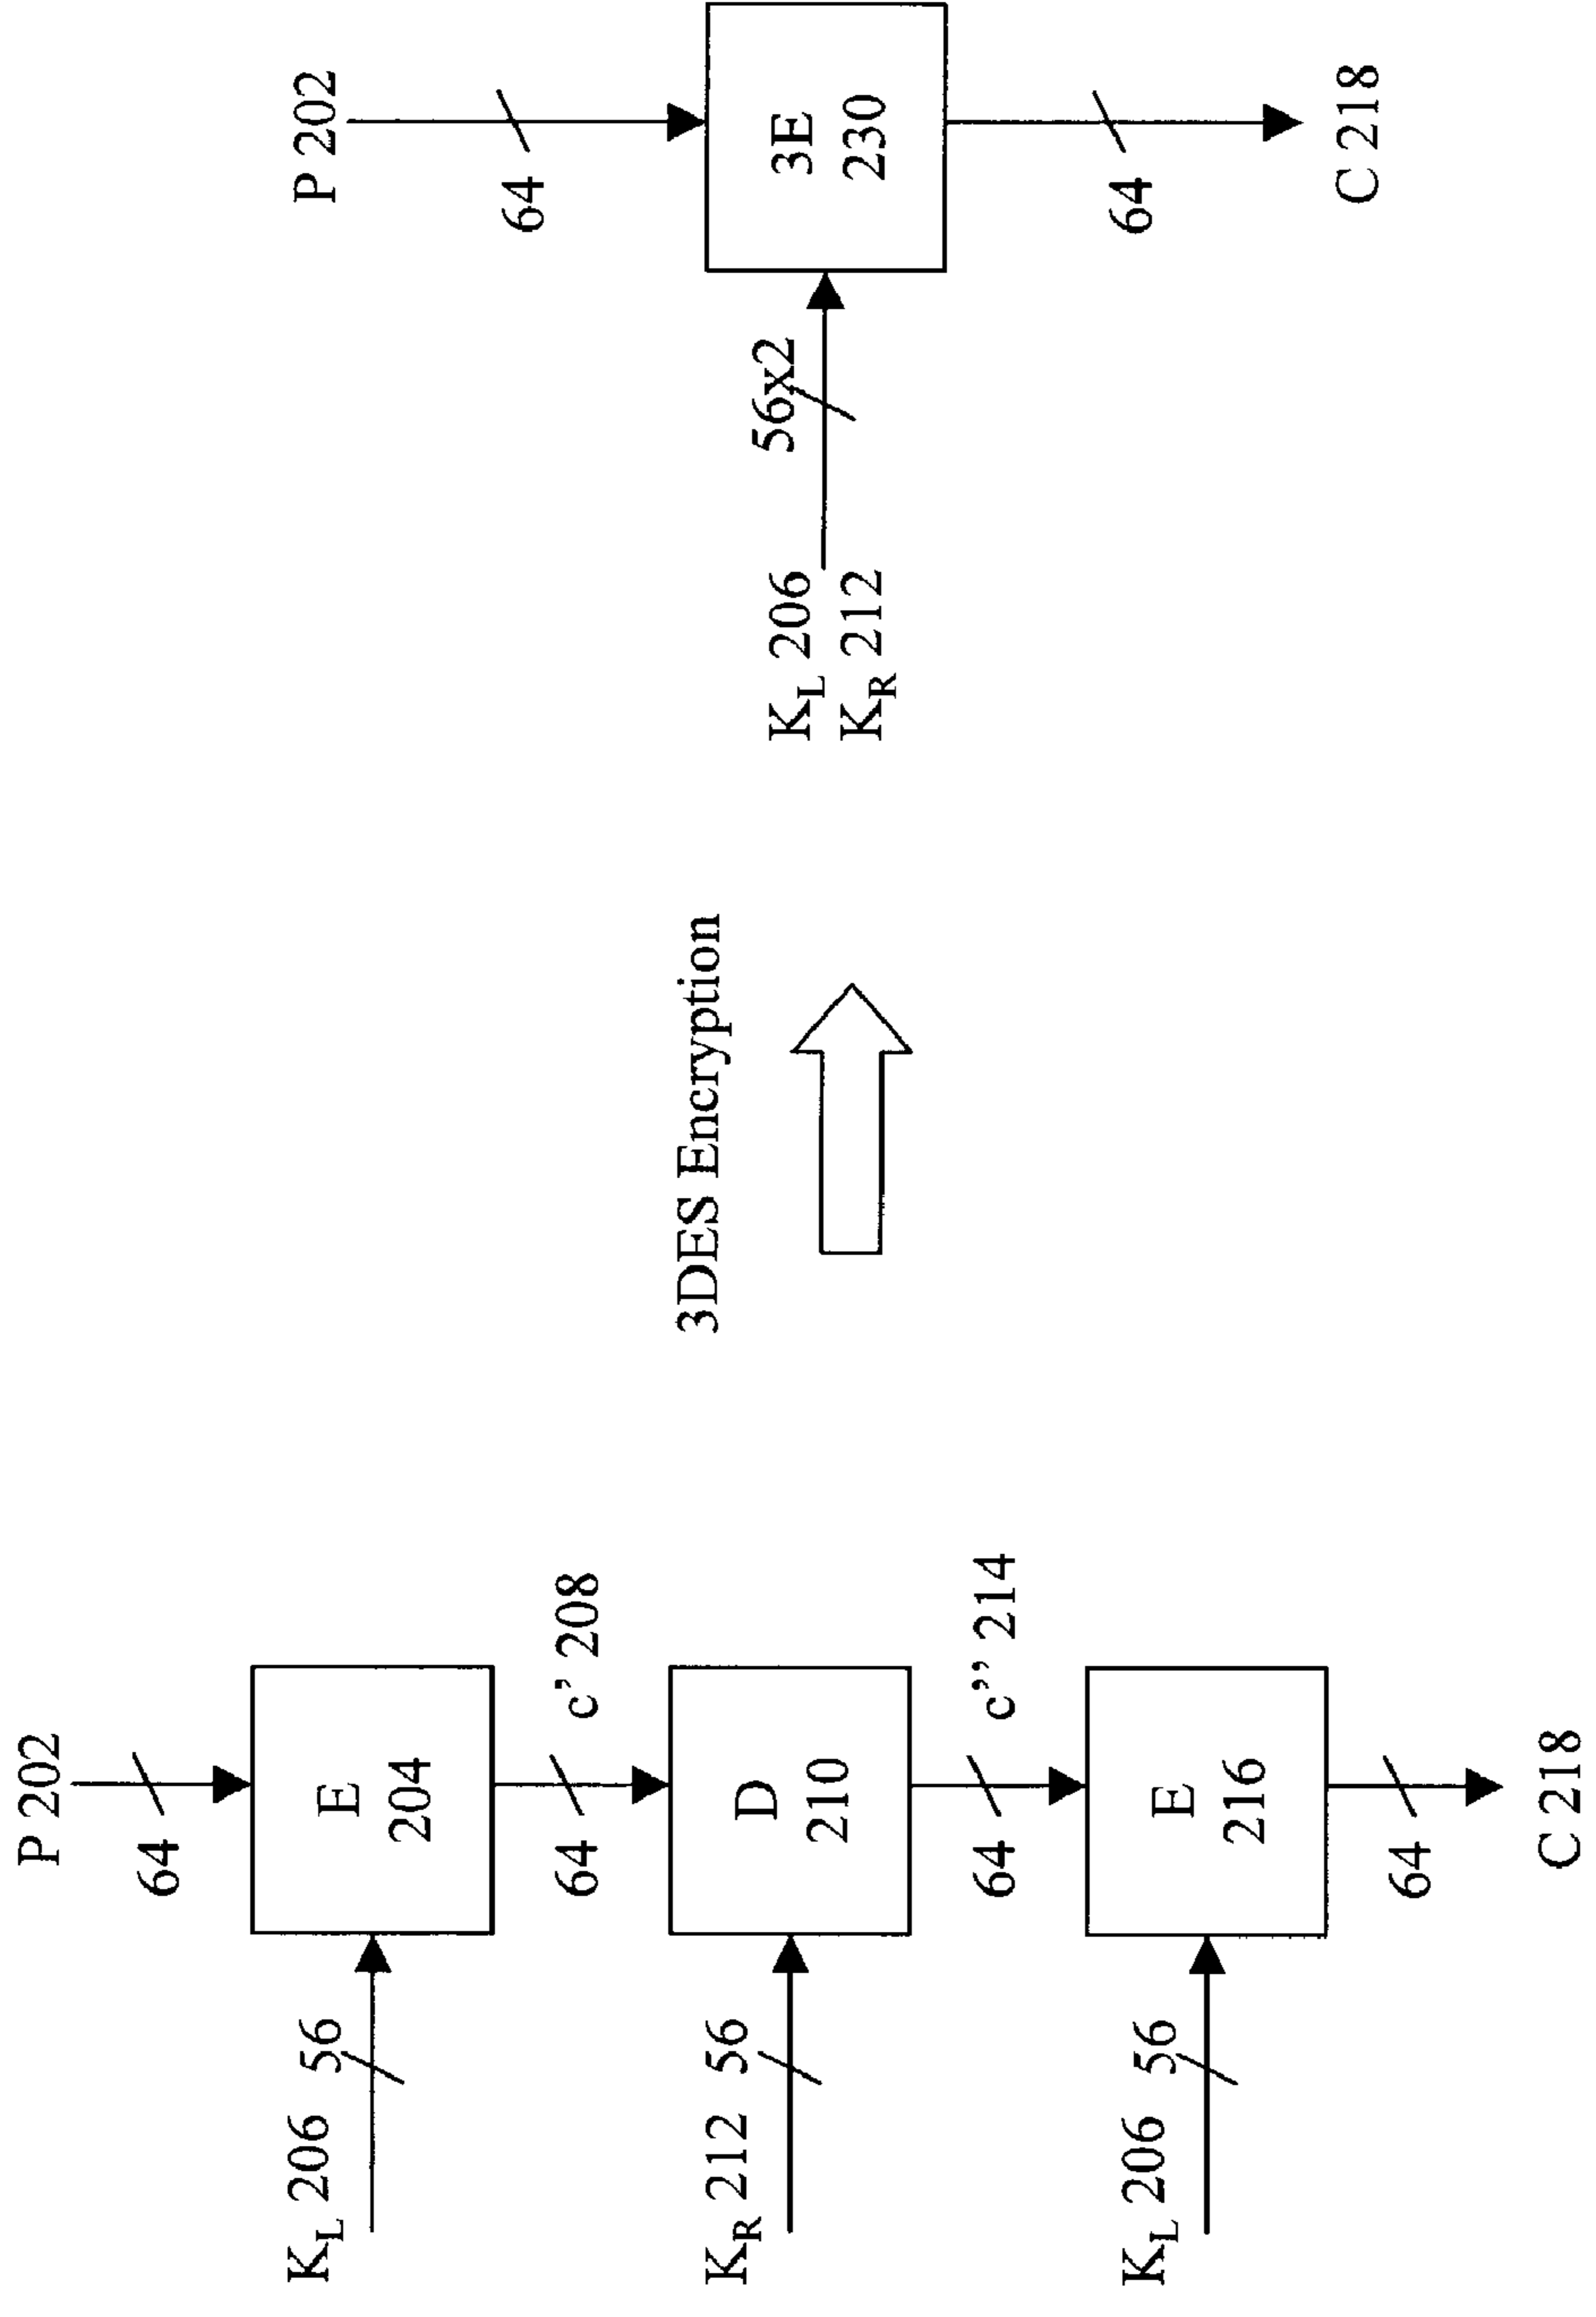 P 202
64
K_L 206 56
E
204
64
c' 208
K_R 212 56
D
210
64
c'' 214
K_L 206 56
E
216
64
C 218
3DES Encryption
P 202
64
K_L 206
K_R 212
56x2
3E
230
64
C 218